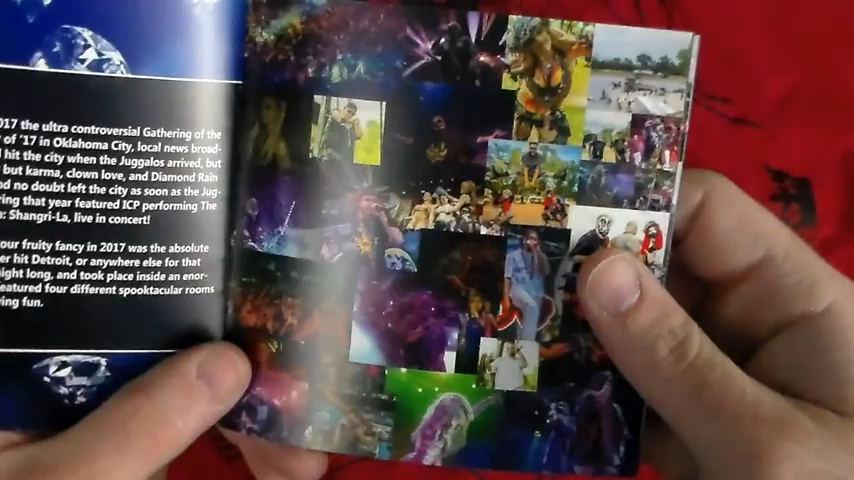 017 the ultra controversial Gathering of the
of '17 in Oklahoma City, local news broad-
hit the city when the Juggalos arrived, but
but karma, clown love, and Diamond Rain
nd no doubt left the city as soon as the Jug-
ring that year featured ICP performing The
a: Shangri-La, live in concert!
our fruity fancy in 2017 was the absolute
er hit Detroit, or anywhere else for that
ight long, and took place inside an enor-
eatured four different spooktacular rooms
ying fun.